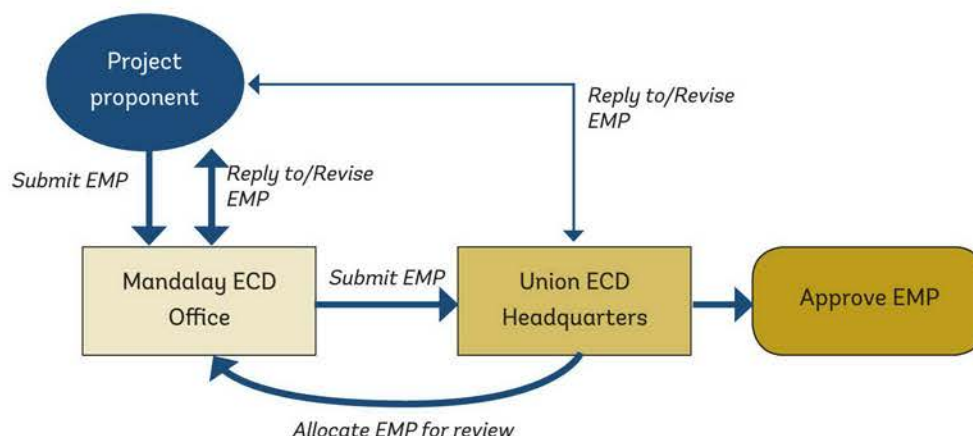 Project
proponent
Reply to/Revise
EMP
Submit EMP
Reply to/Revise
EMP
Mandalay ECD
Office
Submit EMP
Union ECD
Headquarters
Approve EMP
Allocate EMP for review